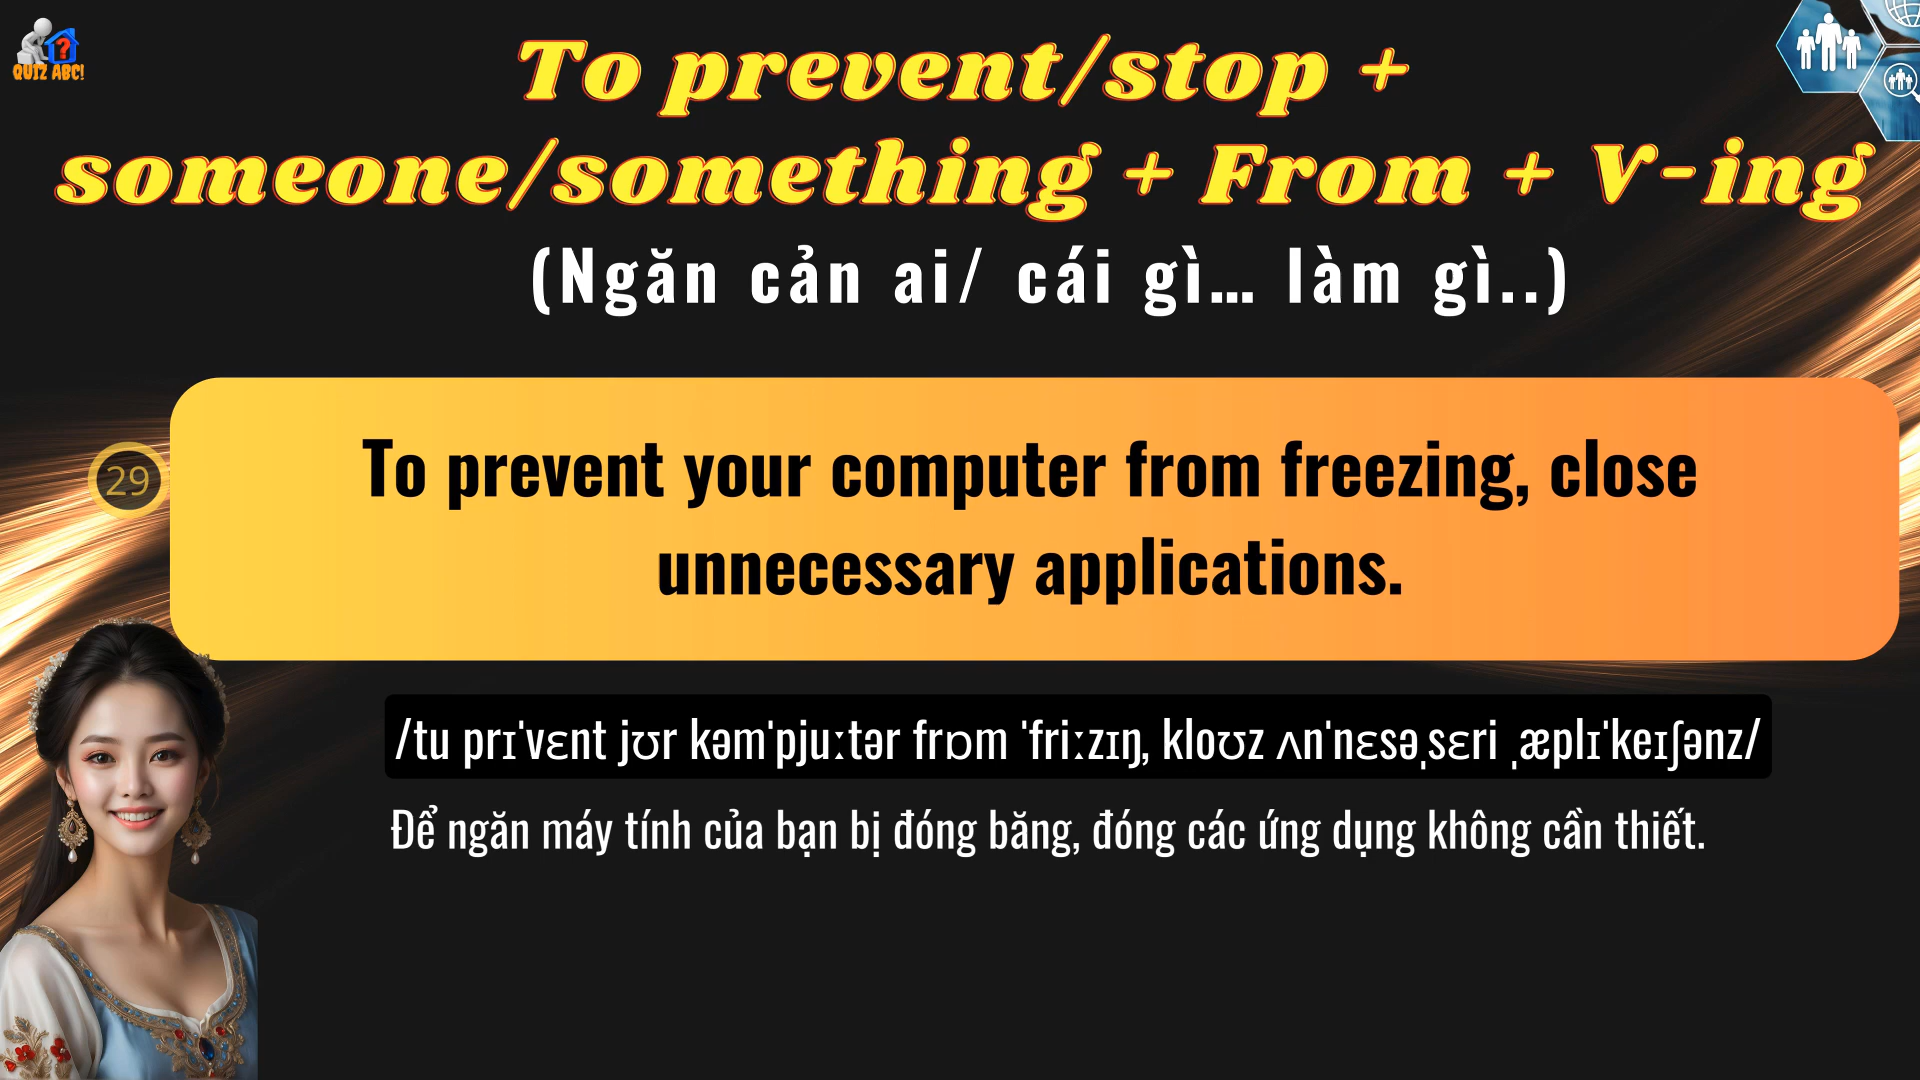 QUIZ ABC!
To prevent/stop +
someone/something + From + V-ing
(Ngăn cản ai/ cái gì... làm gì..)
29
To prevent your computer from freezing, close
unnecessary applications.
/tu prɪˈvɛnt jʊr kəmˈpjuːtər frɒm ˈfriːzɪŋ, kloʊz ʌnˈnɛsəˌsɛri ˌæplɪˈkeɪʃənz/
Để ngăn máy tính của bạn bị đóng băng, đóng các ứng dụng không cần thiết.